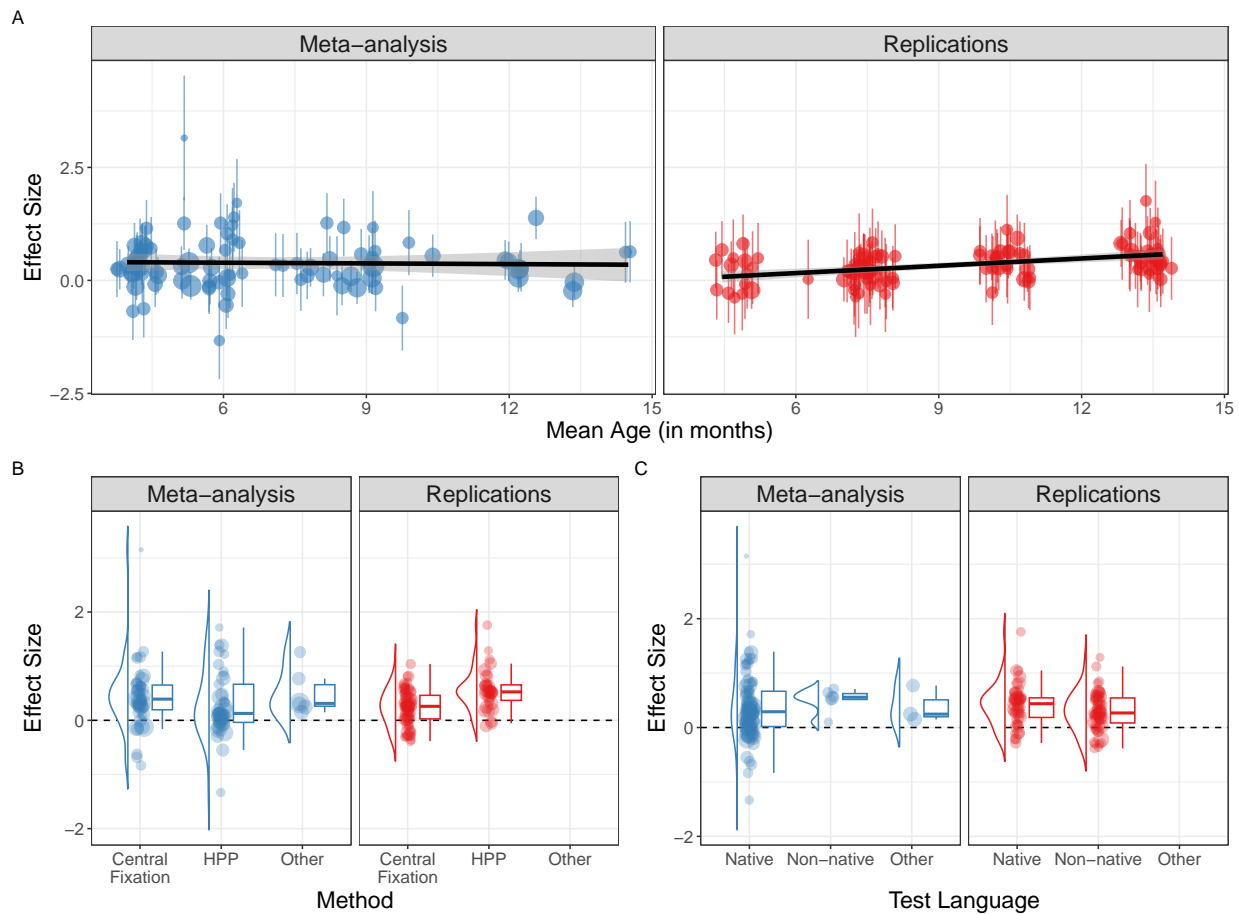 A
Meta−analysis Replications
2.5
0.0
−2.5
Effect Size
6 9 12 15 6 9 12 15
Mean Age (in months)
B
Meta−analysis Replications
2
0
−2
Effect Size
Central Fixation HPP Other Central Fixation HPP Other
Method
C
Meta−analysis Replications
2
0
−2
Effect Size
Native Non−native Other Native Non−native Other
Test Language